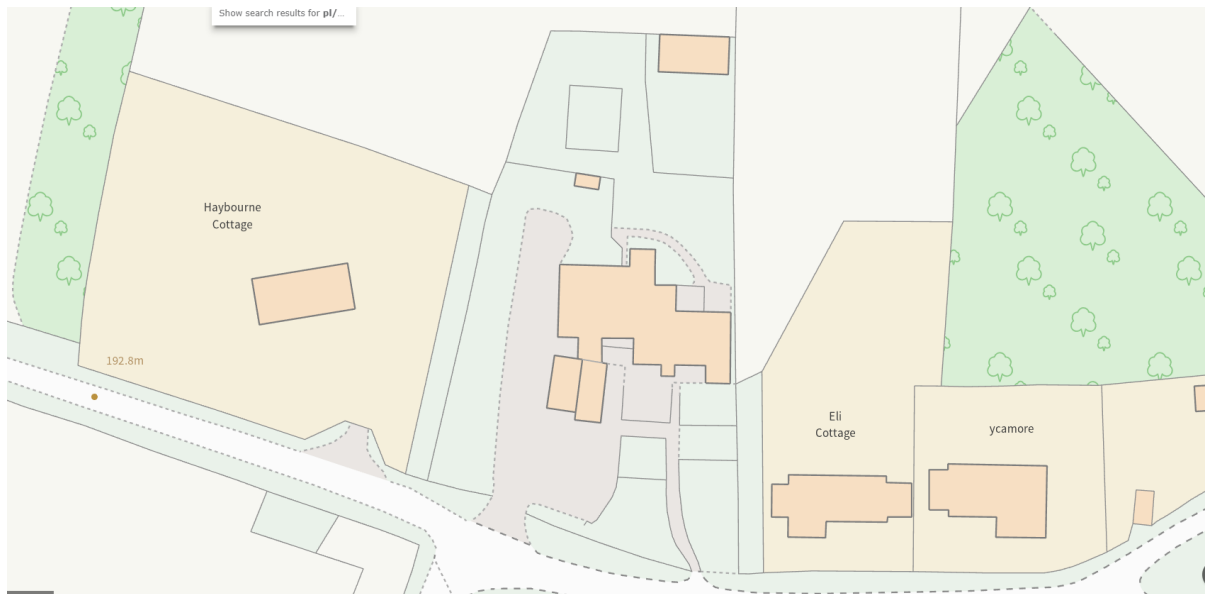 Show search results for pl/...
Haybourne
Cottage
192.8m
Eli
Cottage
ycamore